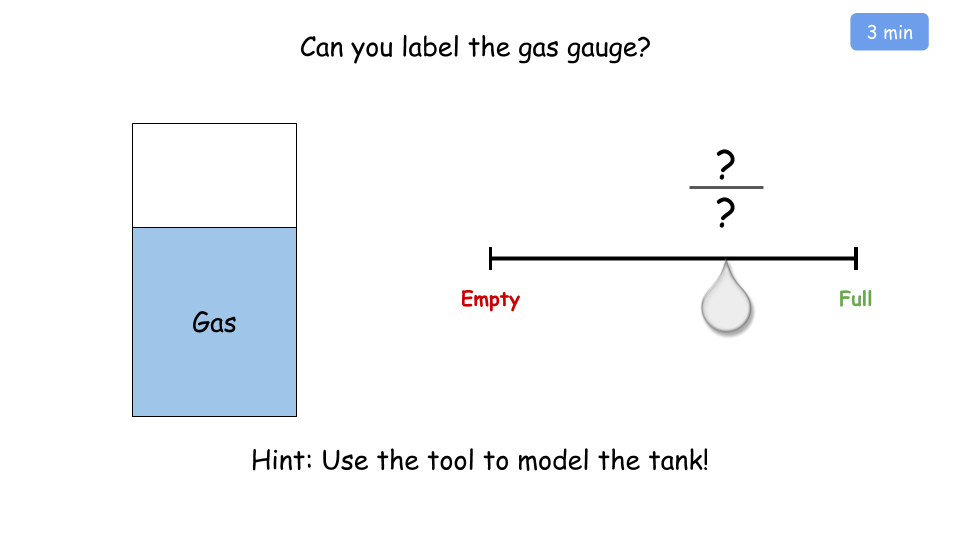 Can you label the gas gauge?
3 min
?
?
Empty
Full
Gas
Hint: Use the tool to model the tank!